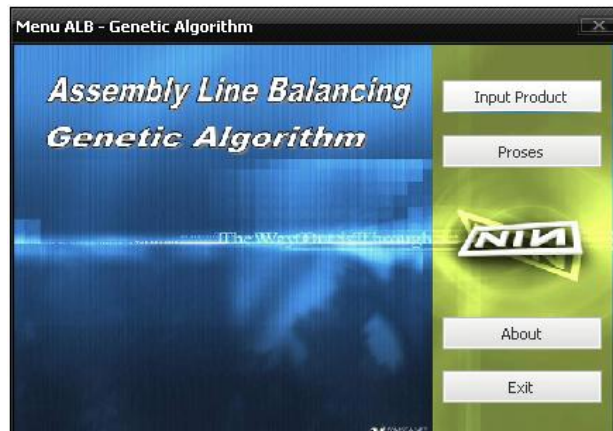 Menu ALB - Genetic Algorithm
Assembly Line Balancing
Genetic Algorithm
Input Product
Proses
NIN
About
Exit